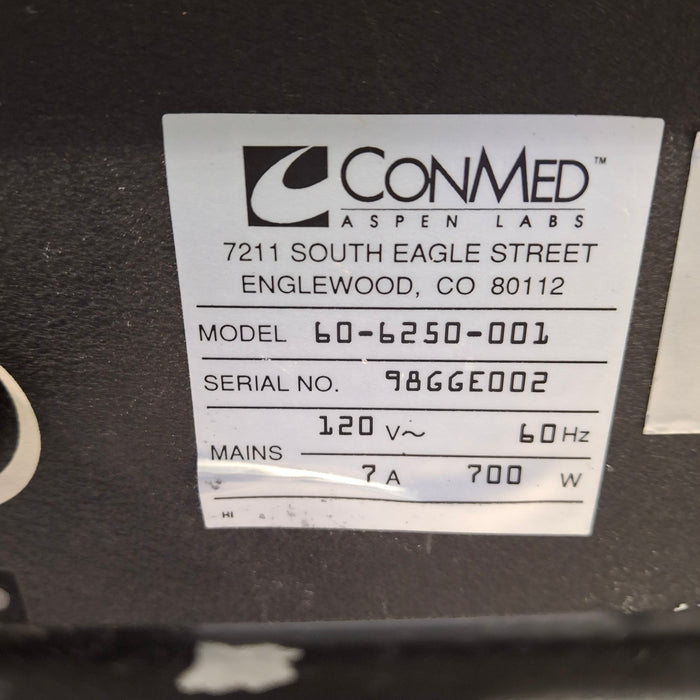 CONMED™
ASPEN LABS
7211 SOUTH EAGLE STREET
ENGLEWOOD, CO 80112
MODEL 60-6250-001
SERIAL NO. 98GGE002
MAINS 120 V~ 60 Hz
7 A 700 W
HI